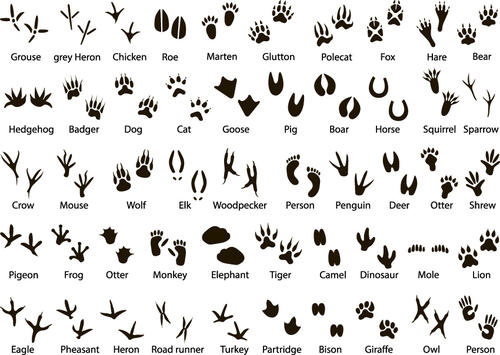 Grouse grey Heron Chicken Roe Marten Glutton Polecat Fox Hare Bear
Hedgehog Badger Dog Cat Goose Pig Boar Horse Squirrel Sparrow
Crow Mouse Wolf Elk Woodpecker Person Penguin Deer Otter Shrew
Pigeon Frog Otter Monkey Elephant Tiger Camel Dinosaur Mole Lion
Eagle Pheasant Heron Road runner Turkey Partridge Bison Giraffe Owl Person